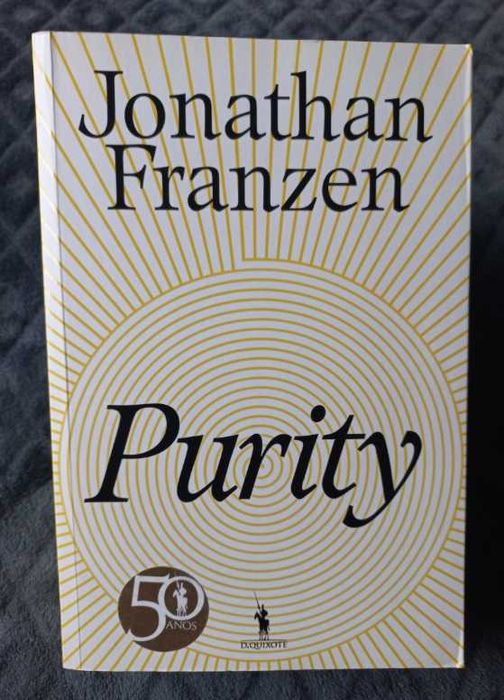 Jonathan
Franzen
Purity
50
ANOS
D.QUIXOTE